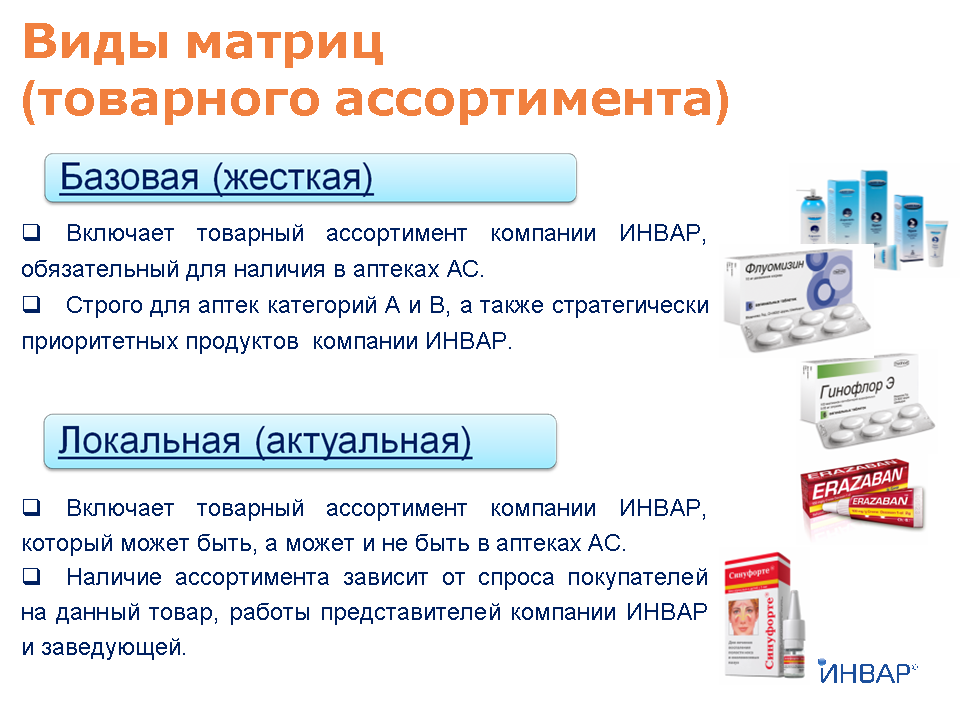 Виды матриц
(товарного ассортимента)
Базовая (жесткая)
❑ Включает товарный ассортимент компании ИНВАР,
обязательный для наличия в аптеках АС.
❑ Строго для аптек категорий А и В, а также стратегически
приоритетных продуктов компании ИНВАР.
Локальная (актуальная)
❑ Включает товарный ассортимент компании ИНВАР,
который может быть, а может и не быть в аптеках АС.
❑ Наличие ассортимента зависит от спроса покупателей
на данный товар, работы представителей компании ИНВАР
и заведующей.
Флуомизин
Гинофлор Э
ERAZABAN
ERAZABAN
Синуфорте
Синуфорте
ИНВАР